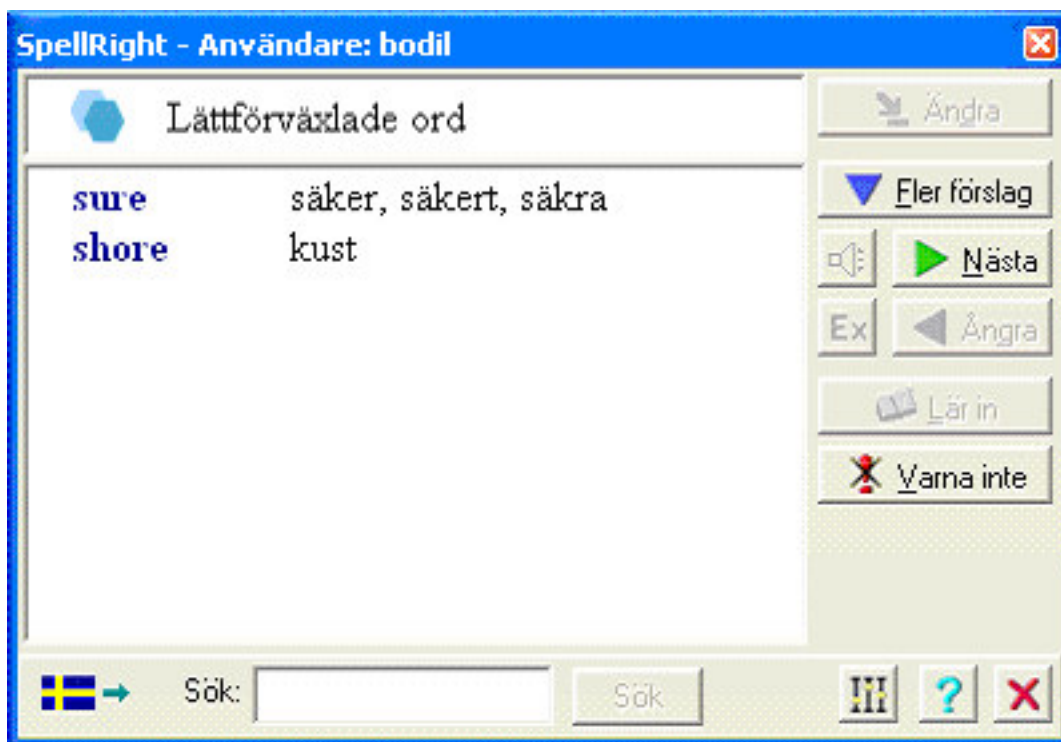 SpellRight - Användare: bodil
Lättförväxlade ord
Ändra
sure säker, säkert, säkra
shore kust
Fler förslag
Nästa
Ex
Ångra
Lär in
Varna inte
Sök:
Sök
?